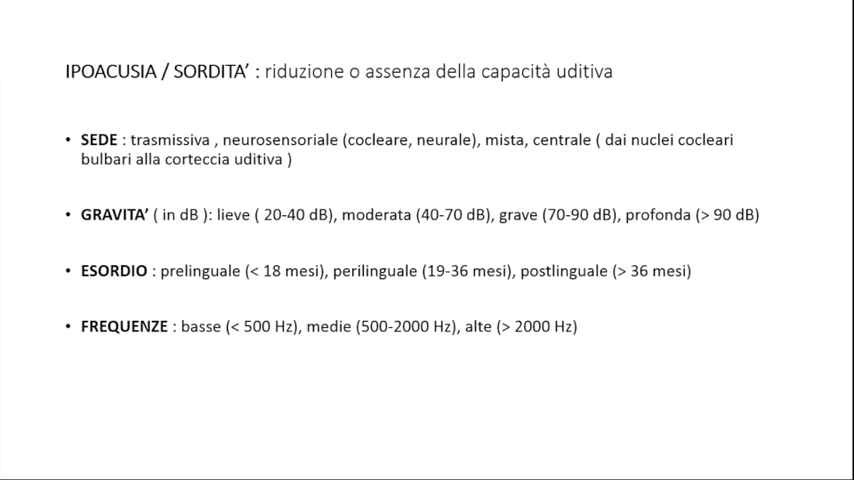 IPOACUSIA / SORDITA’ : riduzione o assenza della capacità uditiva
• SEDE : trasmissiva , neurosensoriale (cocleare, neurale), mista, centrale ( dai nuclei cocleari
bulbari alla corteccia uditiva )
• GRAVITA’ ( in dB ): lieve ( 20-40 dB), moderata (40-70 dB), grave (70-90 dB), profonda (> 90 dB)
• ESORDIO : prelinguale (< 18 mesi), perilinguale (19-36 mesi), postlinguale (> 36 mesi)
• FREQUENZE : basse (< 500 Hz), medie (500-2000 Hz), alte (> 2000 Hz)